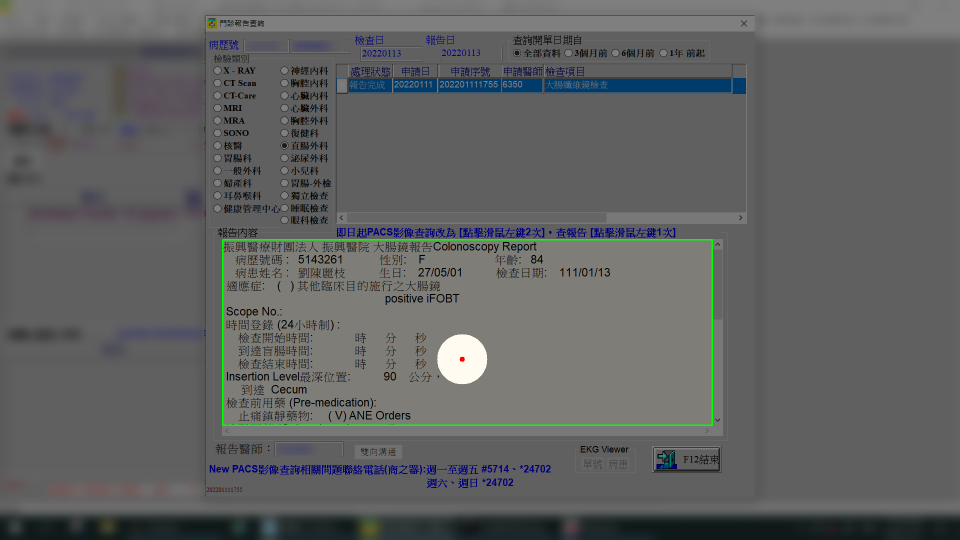 門診報告查詢
病歷號
檢查日 報告日 查詢開單日期自
20220113 20220113 全部資料 3個月前 6個月前 1年 前起
檢驗類別
X - RAY 神經內科
CT Scan 胸腔內科
CT-Care 心臟內科
MRI 心臟外科
MRA 胸腔外科
SONO 復健科
核醫 直腸外科
胃腸科 泌尿外科
一般外科 小兒科
婦產科 胃腸-外檢
耳鼻喉科 獨立檢查
健康管理中心 睡眠檢查
眼科檢查
處理狀態 申請日 申請序號 申請醫師 檢查項目
報告完成 20220111 202201111755 6350 大腸纖維鏡檢查
報告內容 即日起PACS影像查詢改為 [點擊滑鼠左鍵2次]，查報告 [點擊滑鼠左鍵1次]
振興醫療財團法人 振興醫院 大腸鏡報告Colonoscopy Report
病歷號碼： 5143261 性別: F 年齡: 84
病患姓名： 劉陳麗枝 生日: 27/05/01 檢查日期: 111/01/13
適應症: ( ) 其他臨床目的施行之大腸鏡
positive iFOBT
Scope No.:
時間登錄 (24小時制) :
檢查開始時間: 時 分 秒
到達盲腸時間: 時 分 秒
檢查結束時間: 時 分 秒
Insertion Level最深位置: 90 公分，
到達 Cecum
檢查前用藥 (Pre-medication):
止痛鎮靜藥物: ( V) ANE Orders
報告醫師： 雙向溝通 EKG Viewer
單號 病患 F12結束
New PACS影像查詢相關問題聯絡電話(商之器):週一至週五 #5714、*24702
週六、週日 *24702
202201111755